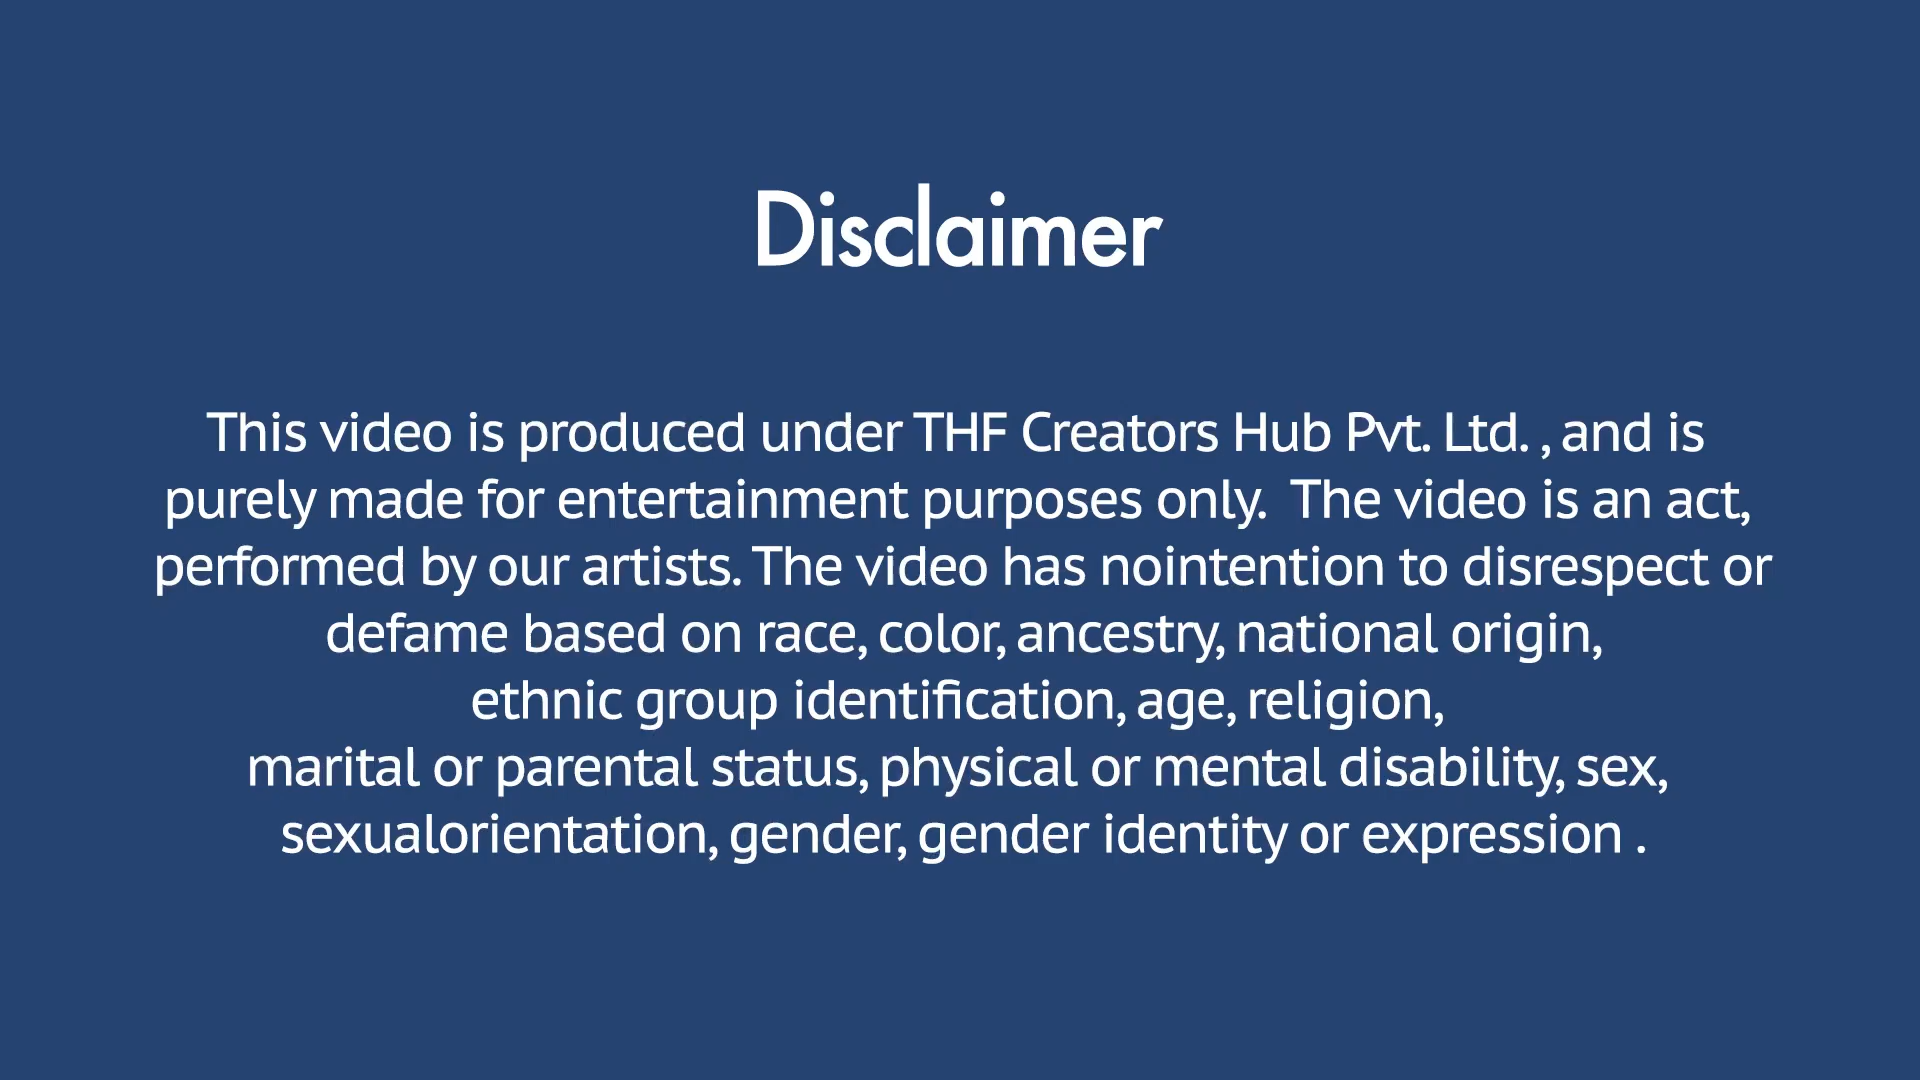 Disclaimer
This video is produced under THF Creators Hub Pvt. Ltd. , and is
purely made for entertainment purposes only.  The video is an act,
performed by our artists. The video has nointention to disrespect or
defame based on race, color, ancestry, national origin,
ethnic group identification, age, religion,
marital or parental status, physical or mental disability, sex,
sexualorientation, gender, gender identity or expression .